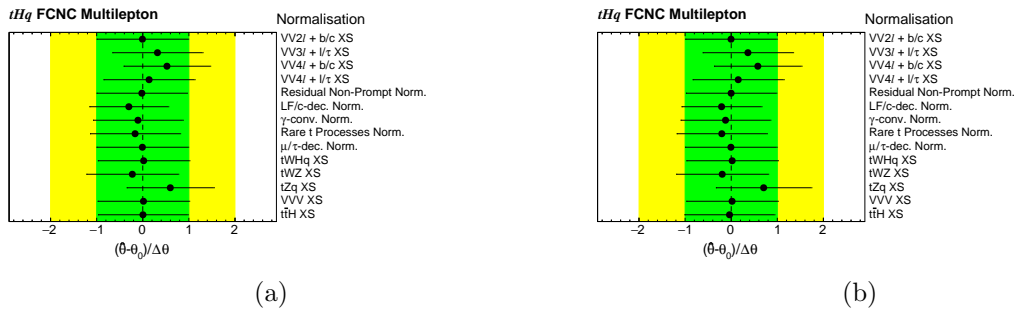 tHq FCNC Multilepton
Normalisation
VV2l + b/c XS
VV3l + l/τ XS
VV4l + b/c XS
VV4l + l/τ XS
Residual Non-Prompt Norm.
LF/c-dec. Norm.
γ-conv. Norm.
Rare t Processes Norm.
μ/τ-dec. Norm.
tWHq XS
tWZ XS
tZq XS
VVV XS
tt̄H XS
−2 −1 0 1 2
(θ̂-θ₀)/Δθ
(a)
tHq FCNC Multilepton
Normalisation
VV2l + b/c XS
VV3l + l/τ XS
VV4l + b/c XS
VV4l + l/τ XS
Residual Non-Prompt Norm.
LF/c-dec. Norm.
γ-conv. Norm.
Rare t Processes Norm.
μ/τ-dec. Norm.
tWHq XS
tWZ XS
tZq XS
VVV XS
tt̄H XS
−2 −1 0 1 2
(θ̂-θ₀)/Δθ
(b)